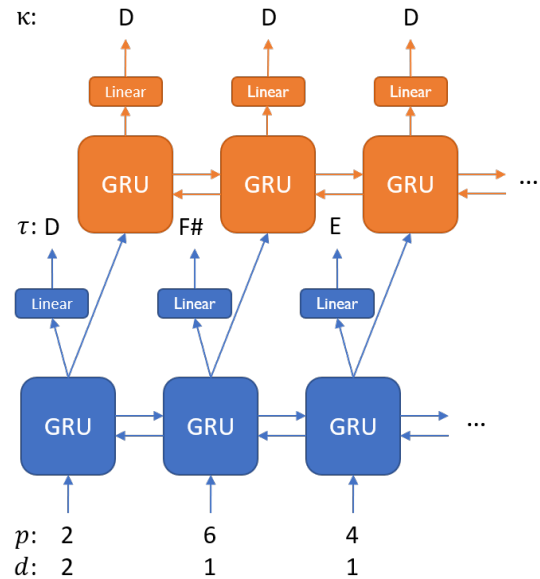 κ: D D D
Linear Linear Linear
GRU GRU GRU ...
τ: D F# E
Linear Linear Linear
GRU GRU GRU ...
p: 2 6 4
d: 2 1 1